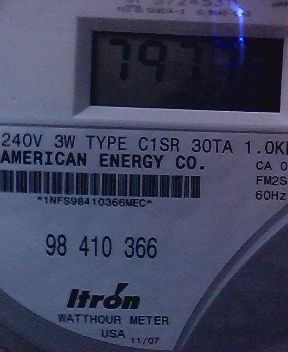 797
240V 3W TYPE C1SR 30TA 1.0K
AMERICAN ENERGY CO.
CA 0
FM2S
60Hz
*1NFS98410366MEC*
98 410 366
Itrón
WATTHOUR METER
USA 11/07